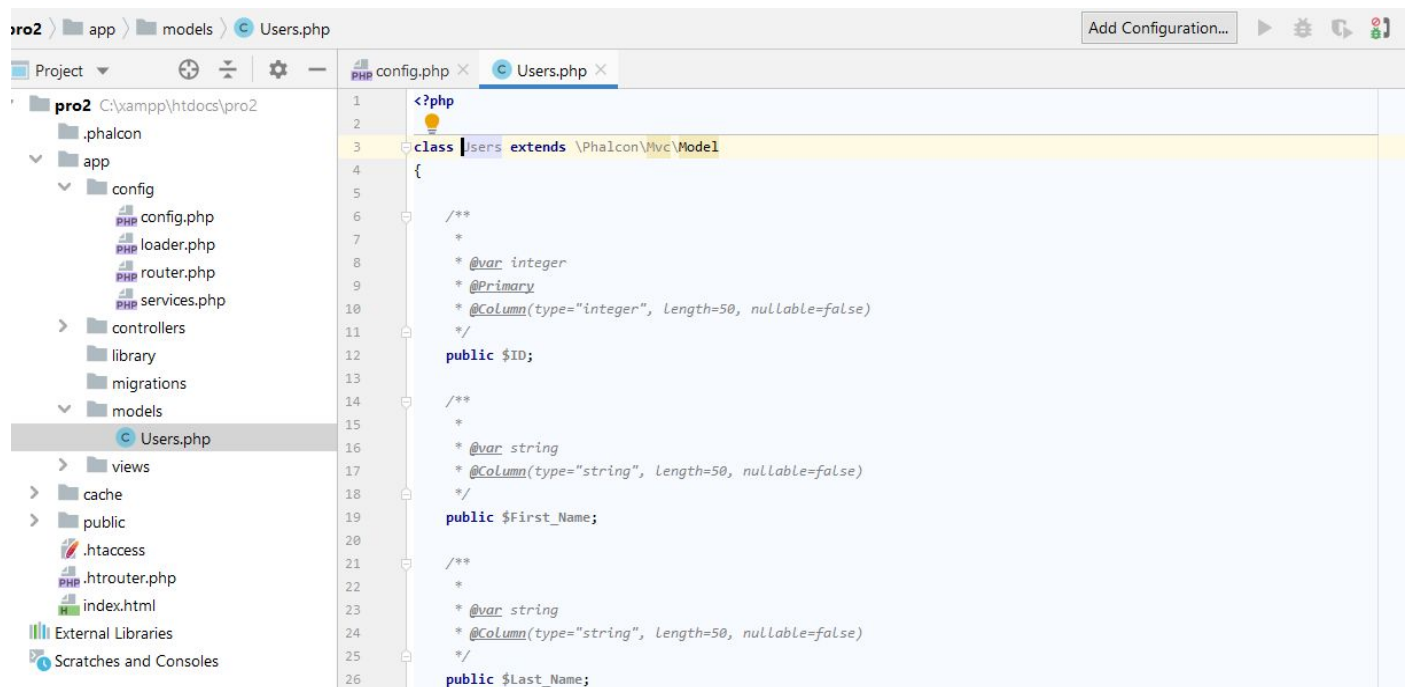 pro2 > app > models > C Users.php
Add Configuration...
Project
config.php
Users.php
pro2 C:\xampp\htdocs\pro2
.phalcon
app
config
config.php
loader.php
router.php
services.php
controllers
library
migrations
models
Users.php
views
cache
public
.htaccess
.htrouter.php
index.html
External Libraries
Scratches and Consoles
1 <?php
2
3 class Users extends \Phalcon\Mvc\Model
4 {
5
6 /**
7 *
8 * @var integer
9 * @Primary
10 * @Column(type="integer", length=50, nullable=false)
11 */
12 public $ID;
13
14 /**
15 *
16 * @var string
17 * @Column(type="string", length=50, nullable=false)
18 */
19 public $First_Name;
20
21 /**
22 *
23 * @var string
24 * @Column(type="string", length=50, nullable=false)
25 */
26 public $Last_Name;